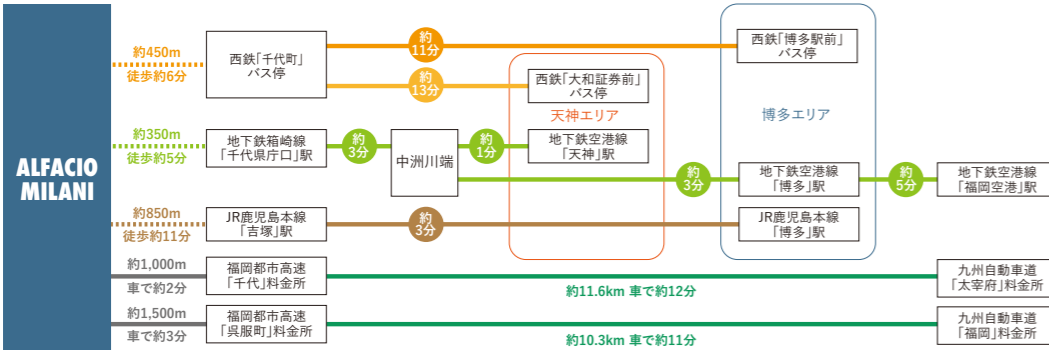 ALFACIO
MILANI
約450m
徒歩約6分
西鉄「千代町」
バス停
約
11分
西鉄「博多駅前」
バス停
約
13分
西鉄「大和証券前」
バス停
天神エリア
博多エリア
約350m
徒歩約5分
地下鉄箱崎線
「千代県庁口」駅
約
3分
中洲川端
約
1分
地下鉄空港線
「天神」駅
約
3分
地下鉄空港線
「博多」駅
約
5分
地下鉄空港線
「福岡空港」駅
約850m
徒歩約11分
JR鹿児島本線
「吉塚」駅
約
3分
JR鹿児島本線
「博多」駅
約1,000m
車で約2分
福岡都市高速
「千代」料金所
約11.6km 車で約12分
九州自動車道
「太宰府」料金所
約1,500m
車で約3分
福岡都市高速
「呉服町」料金所
約10.3km 車で約11分
九州自動車道
「福岡」料金所